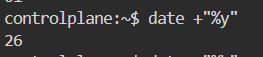 controlplane:~$ date +"%y"
26